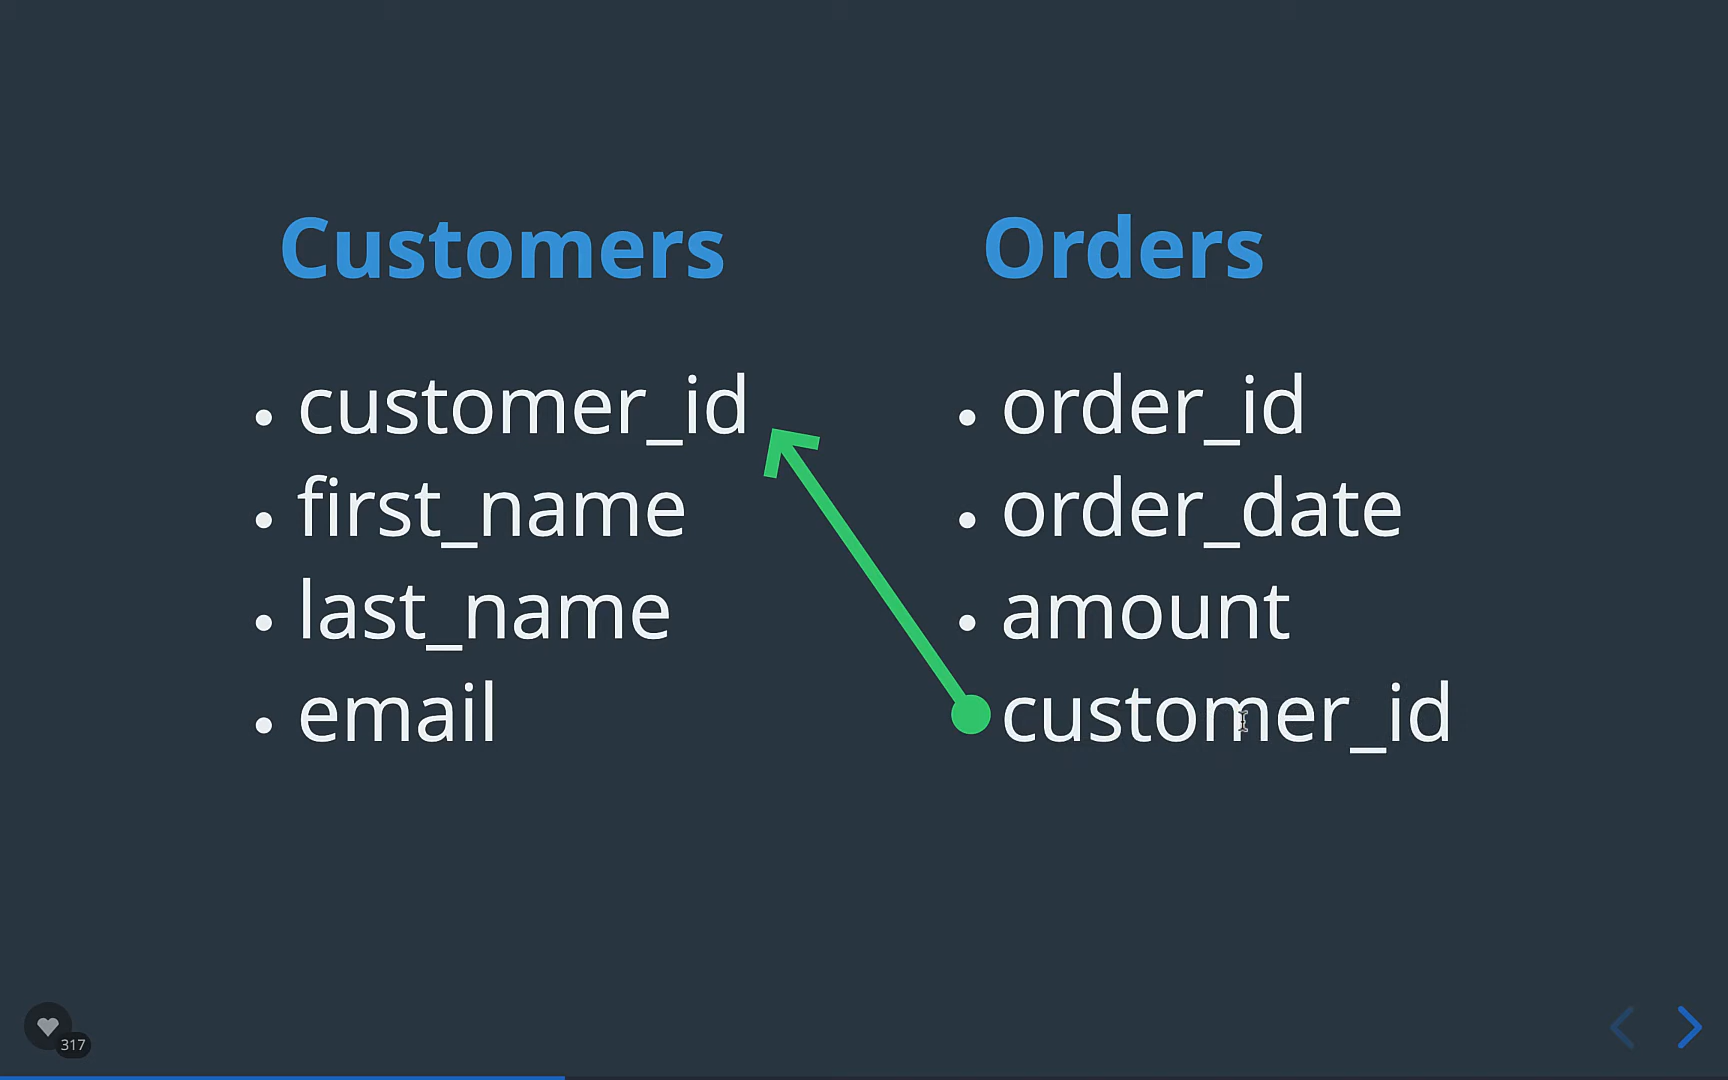 Customers
customer_id
first_name
last_name
email
Orders
order_id
order_date
amount
customer_id
317